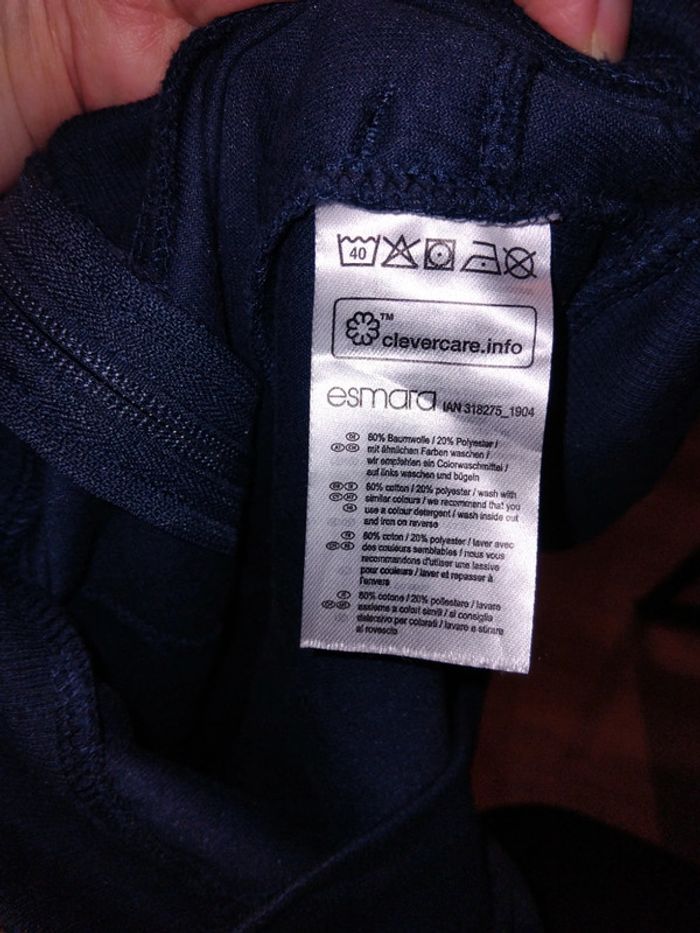 40
™
clevercare.info
esmara IAN 318275_1904
80% Baumwolle / 20% Polyester /
mit ähnlichen Farben waschen /
wir empfehlen ein Colorwaschmittel /
auf links waschen und bügeln
80% cotton / 20% polyester / wash with
similar colours / we recommend that you
use a colour detergent / wash inside out
and iron on reverse
80% coton / 20% polyester / laver avec
des couleurs semblables / nous vous
recommandons d'utiliser une lessive
pour couleurs / laver et repasser à
l'envers
80% cotone / 20% poliestere / lavare
assieme a colori simili / si consiglia
detersivo per colorati / lavare e stirare
al rovescio